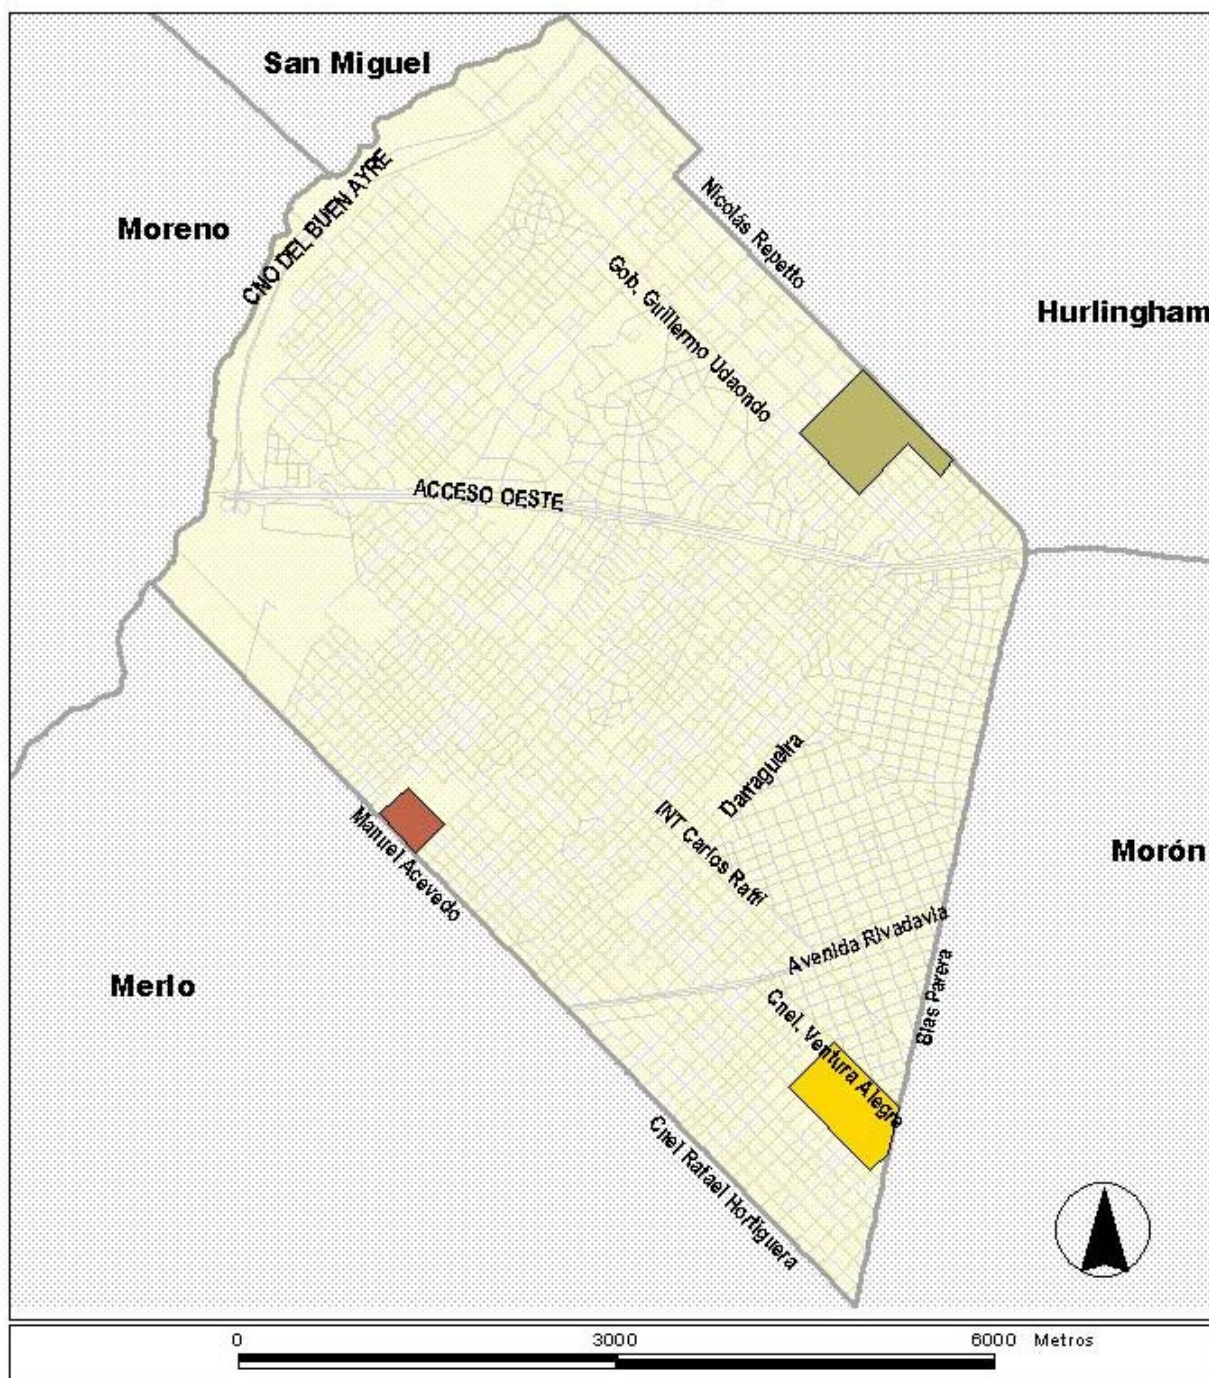 San Miguel
CNO DEL BUEN AYRE
Moreno
Nicolás Repetto
Gob. Guillermo Udaondo
Hurlingham
ACCESO OESTE
Darragueira
INT Carlos Ratti
Manuel Acevedo
Morón
Avenida Rivadavia
Merlo
Blas Parera
Cnel. Ventura Alegre
Cnel Rafael Hortiguera
0 3000 6000 Metros